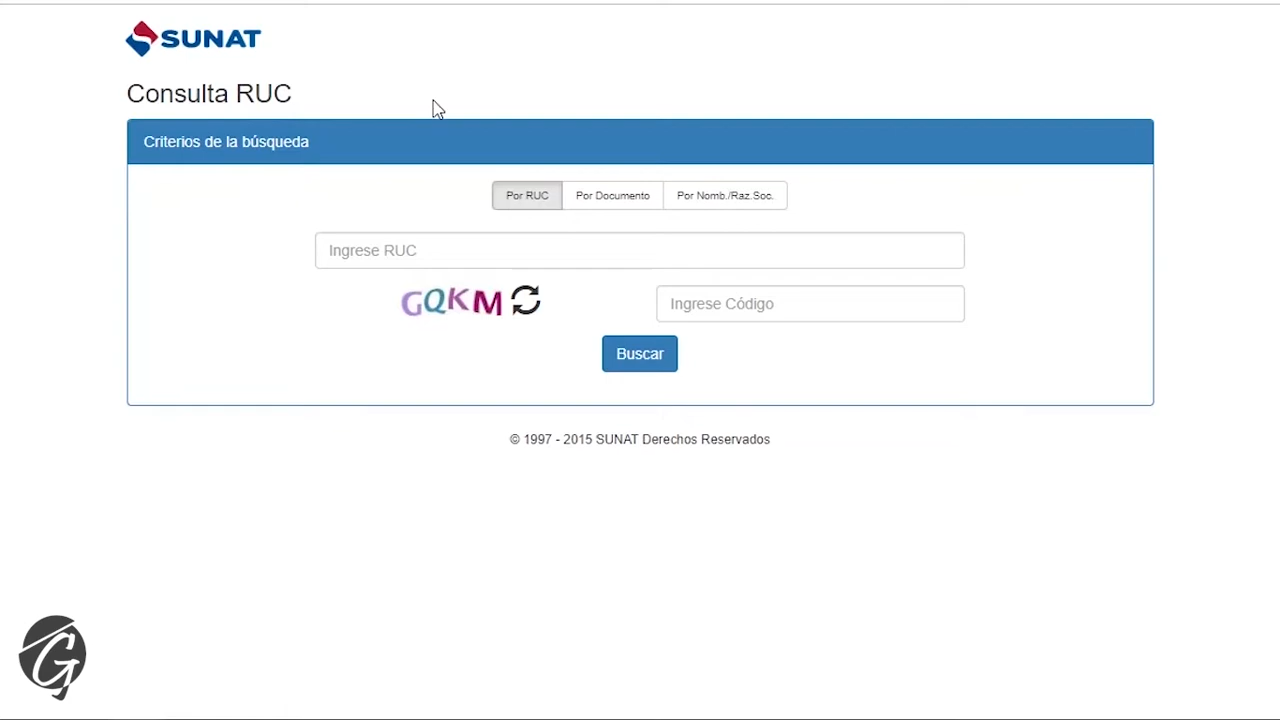 SUNAT
Consulta RUC
Criterios de la búsqueda
Por RUC Por Documento Por Nomb./Raz.Soc.
Ingrese RUC
GQKM Ingrese Código
Buscar
© 1997 - 2015 SUNAT Derechos Reservados
G